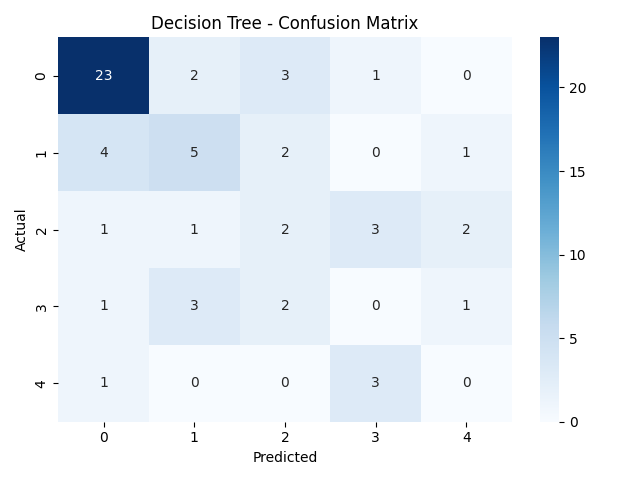 Decision Tree - Confusion Matrix
0 23 2 3 1 0
1 4 5 2 0 1
2 1 1 2 3 2
3 1 3 2 0 1
4 1 0 0 3 0
0 1 2 3 4
Predicted
Actual
20
15
10
5
0